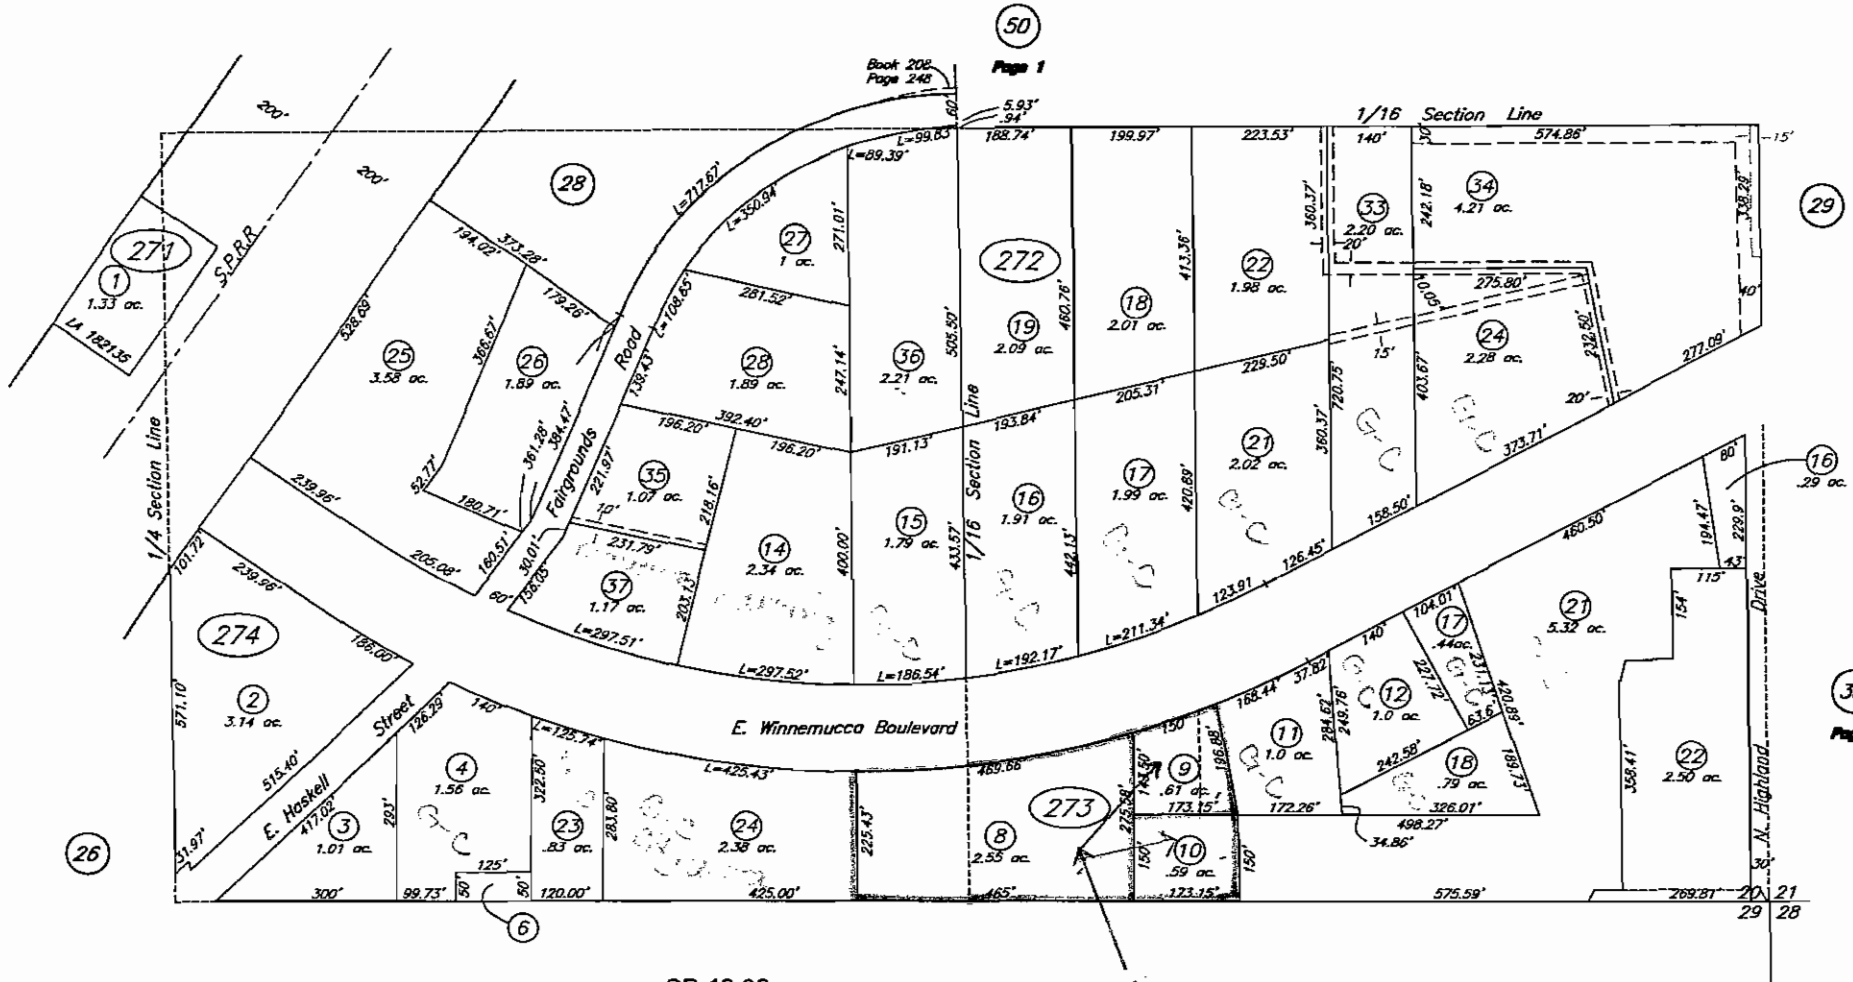 50
Page 1
Book 208
Page 248
60'
5.93'
.94'
1/16 Section Line
200'
200'
28
L=717.67'
L=350.94'
L=99.83'
L=89.39'
188.74'
199.97'
223.53'
140'
30'
574.86'
15'
29
271
1
1.33 ac.
LA 182136
S.P.R.R
194.02'
373.28'
179.26'
528.69'
25
3.58 ac.
366.67'
26
1.89 ac.
52.77'
180.71'
361.28'
384.47'
Fairgrounds Road
L=108.65'
139.43'
221.97'
27
1 ac.
271.01'
281.52'
28
1.89 ac.
247.14'
36
2.21 ac.
505.50'
272
19
2.09 ac.
460.76'
18
2.01 ac.
413.36'
22
1.98 ac.
360.37'
33
2.20 ac.
20'
242.18'
34
4.21 ac.
338.29'
40'
275.80'
10.05'
15'
24
2.28 ac.
232.50'
20'
277.09'
1/4 Section Line
392.40'
196.20'
196.20'
191.13'
193.84'
205.31'
229.50'
720.75'
403.67'
G-C
G-C
373.71'
239.96'
205.08'
160.51'
30.01'
156.05'
60'
35
1.07 ac.
10'
218.16'
231.79'
37
1.17 ac.
203.13'
L=297.51'
14
2.34 ac.
400.00'
L=297.52'
15
1.79 ac.
433.57'
G-C
L=186.54'
1/16 Section Line
16
1.91 ac.
442.13'
G-C
L=192.17'
17
1.99 ac.
420.89'
G-C
L=211.34'
21
2.02 ac.
360.37'
G-C
123.91
126.45'
158.50'
101.72'
239.96'
186.00'
274
2
3.14 ac.
571.10'
515.40'
31.97'
E. Haskell Street
417.02'
126.29'
E. Winnemucca Boulevard
460.50'
80'
16
.29 ac.
194.47'
229.9'
43'
115'
154'
N. Highland Drive
26
3
1.01 ac.
300'
293'
140'
4
1.56 ac.
G-C
99.73'
50'
125'
50'
6
322.60'
L=125.74'
23
.83 ac.
120.00'
283.80'
L=425.43'
G-C
24
2.38 ac.
425.00'
225.43'
469.66'
273
8
2.55 ac.
465'
275.58'
143.50'
150'
150
9
.61 ac.
173.15'
196.88'
10
.59 ac.
173.15'
150'
168.44'
37.82'
11
1.0 ac.
G-C
172.26'
284.62'
249.76'
140'
12
1.0 ac.
G-C
227.72'
104.01'
17
.44ac.
G-C
231.13'
420.89'
63.6'
242.58'
18
.79 ac.
189.73'
326.01'
34.86'
498.27'
21
5.32 ac.
358.41'
22
2.50 ac.
30'
575.59'
269.81'
20 21
29 28